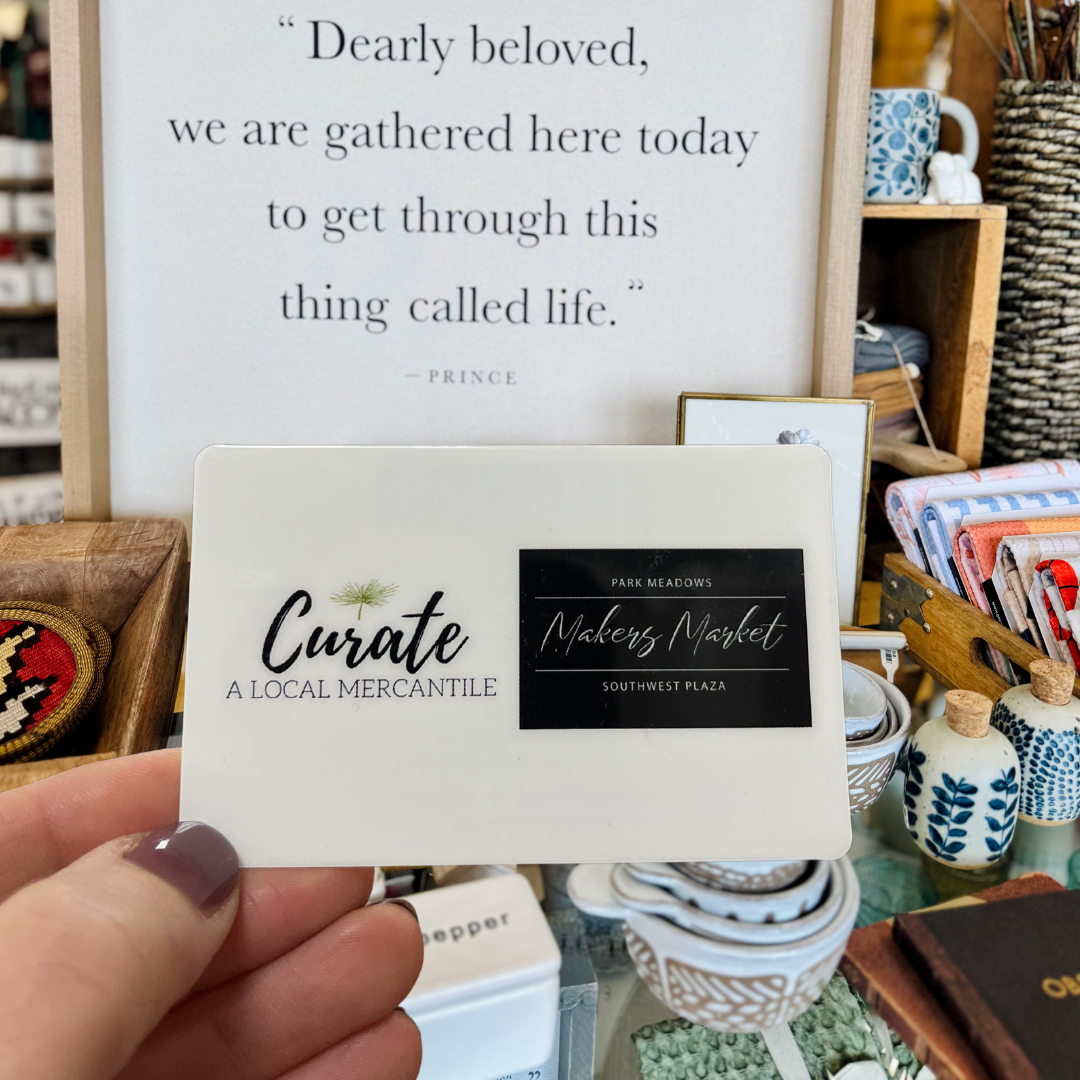 “Dearly beloved,
we are gathered here today
to get through this
thing called life.”
— PRINCE
Curate
A LOCAL MERCANTILE
PARK MEADOWS
Makers Market
SOUTHWEST PLAZA
pepper